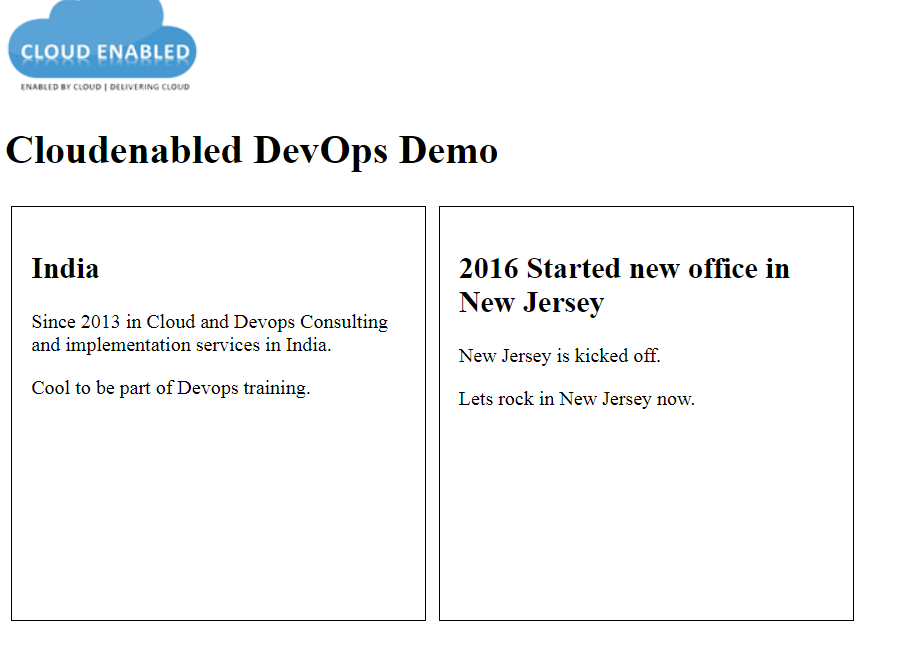 CLOUD ENABLED
ENABLED BY CLOUD | DELIVERING CLOUD
Cloudenabled DevOps Demo
India
Since 2013 in Cloud and Devops Consulting
and implementation services in India.
Cool to be part of Devops training.
2016 Started new office in
New Jersey
New Jersey is kicked off.
Lets rock in New Jersey now.